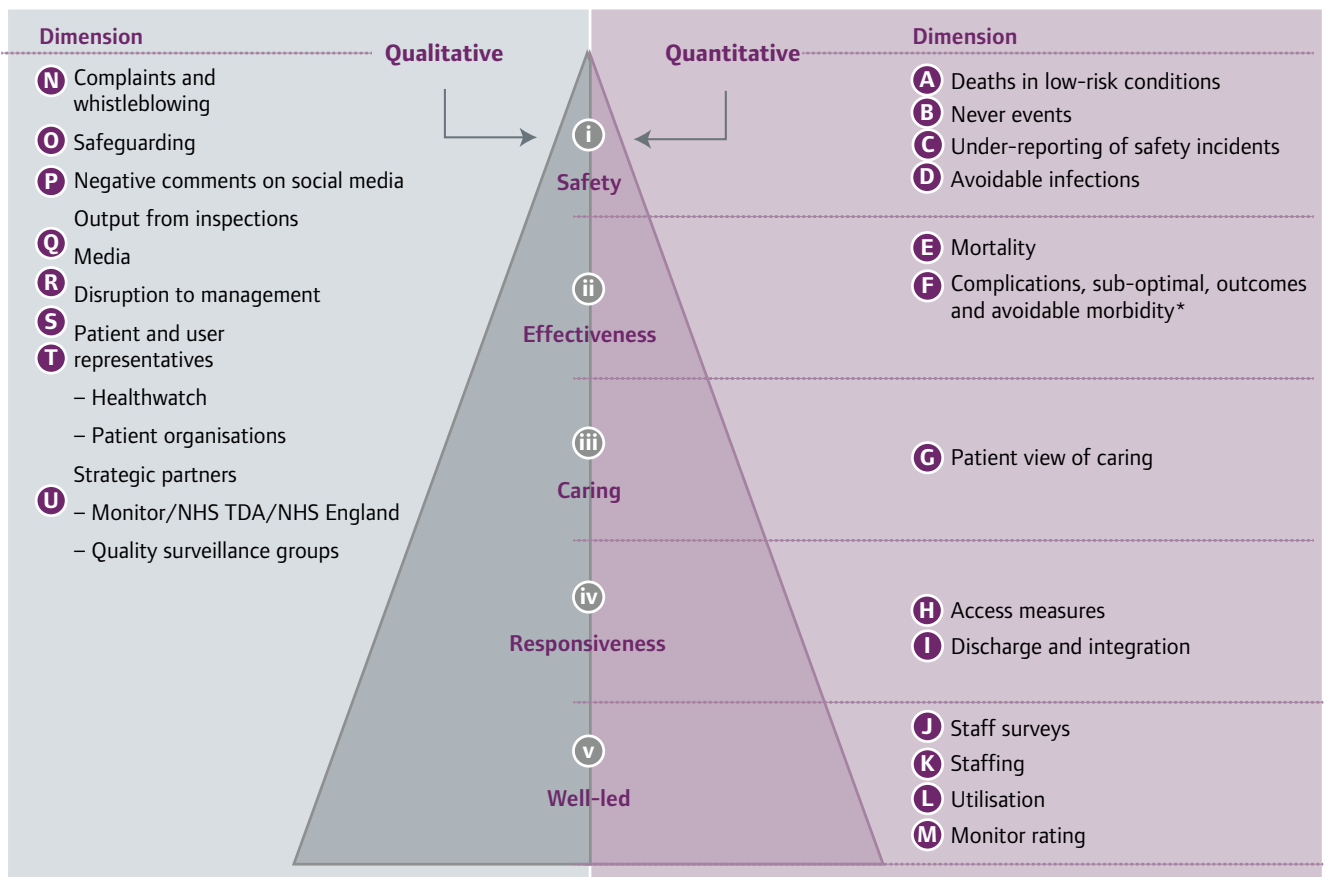 Dimension
Qualitative
N Complaints and
whistleblowing
O Safeguarding
P Negative comments on social media
Output from inspections
Q
Media
R
Disruption to management
S
Patient and user
T representatives
– Healthwatch
– Patient organisations
Strategic partners
U
– Monitor/NHS TDA/NHS England
– Quality surveillance groups
i
Safety
ii
Effectiveness
iii
Caring
iv
Responsiveness
v
Well-led
Quantitative
Dimension
A Deaths in low-risk conditions
B Never events
C Under-reporting of safety incidents
D Avoidable infections
E Mortality
F Complications, sub-optimal, outcomes
and avoidable morbidity*
G Patient view of caring
H Access measures
I Discharge and integration
J Staff surveys
K Staffing
L Utilisation
M Monitor rating